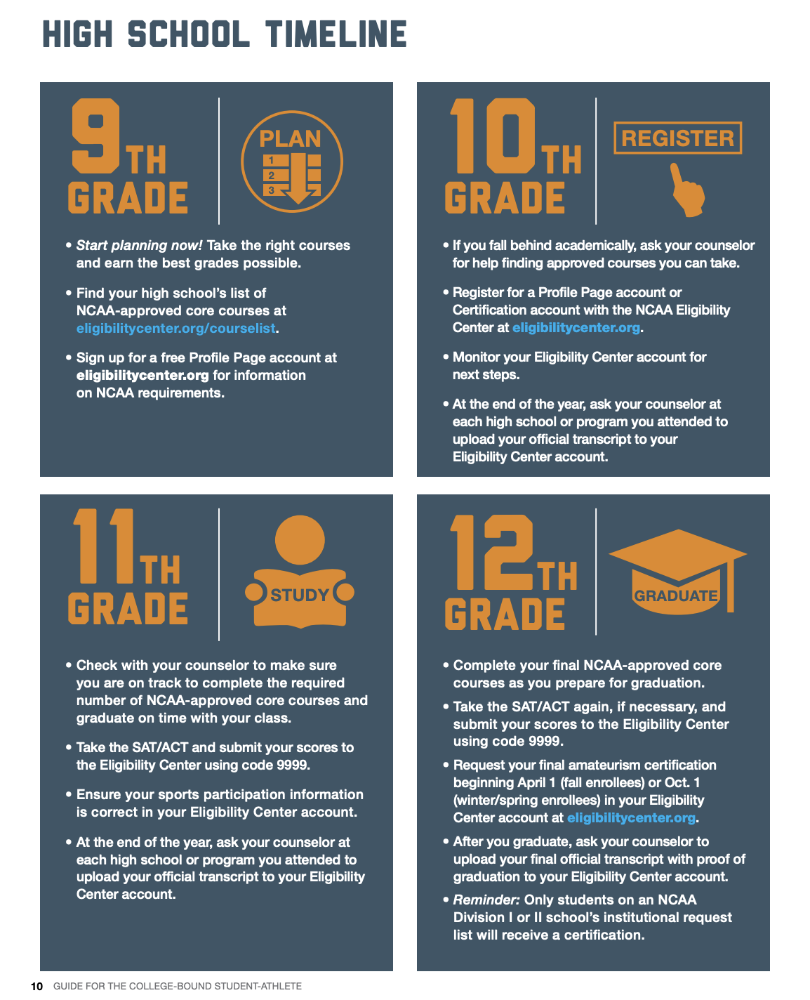 HIGH SCHOOL TIMELINE
9TH
GRADE
PLAN
1
2
3
• Start planning now! Take the right courses
and earn the best grades possible.
• Find your high school’s list of
NCAA-approved core courses at
eligibilitycenter.org/courselist.
• Sign up for a free Profile Page account at
eligibilitycenter.org for information
on NCAA requirements.
10TH
GRADE
REGISTER
• If you fall behind academically, ask your counselor
for help finding approved courses you can take.
• Register for a Profile Page account or
Certification account with the NCAA Eligibility
Center at eligibilitycenter.org.
• Monitor your Eligibility Center account for
next steps.
• At the end of the year, ask your counselor at
each high school or program you attended to
upload your official transcript to your
Eligibility Center account.
11TH
GRADE
STUDY
• Check with your counselor to make sure
you are on track to complete the required
number of NCAA-approved core courses and
graduate on time with your class.
• Take the SAT/ACT and submit your scores to
the Eligibility Center using code 9999.
• Ensure your sports participation information
is correct in your Eligibility Center account.
• At the end of the year, ask your counselor at
each high school or program you attended to
upload your official transcript to your Eligibility
Center account.
12TH
GRADE
GRADUATE
• Complete your final NCAA-approved core
courses as you prepare for graduation.
• Take the SAT/ACT again, if necessary, and
submit your scores to the Eligibility Center
using code 9999.
• Request your final amateurism certification
beginning April 1 (fall enrollees) or Oct. 1
(winter/spring enrollees) in your Eligibility
Center account at eligibilitycenter.org.
• After you graduate, ask your counselor to
upload your final official transcript with proof of
graduation to your Eligibility Center account.
• Reminder: Only students on an NCAA
Division I or II school’s institutional request
list will receive a certification.
10 GUIDE FOR THE COLLEGE-BOUND STUDENT-ATHLETE